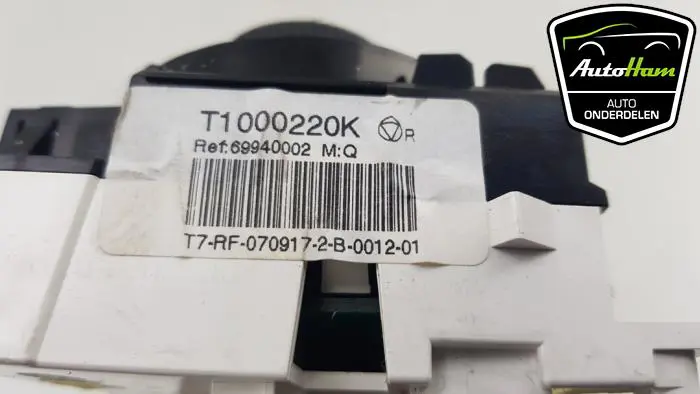 AutoHam
AUTO
ONDERDELEN
T1000220K R
Ref:69940002 M:Q
T7-RF-070917-2-B-0012-01